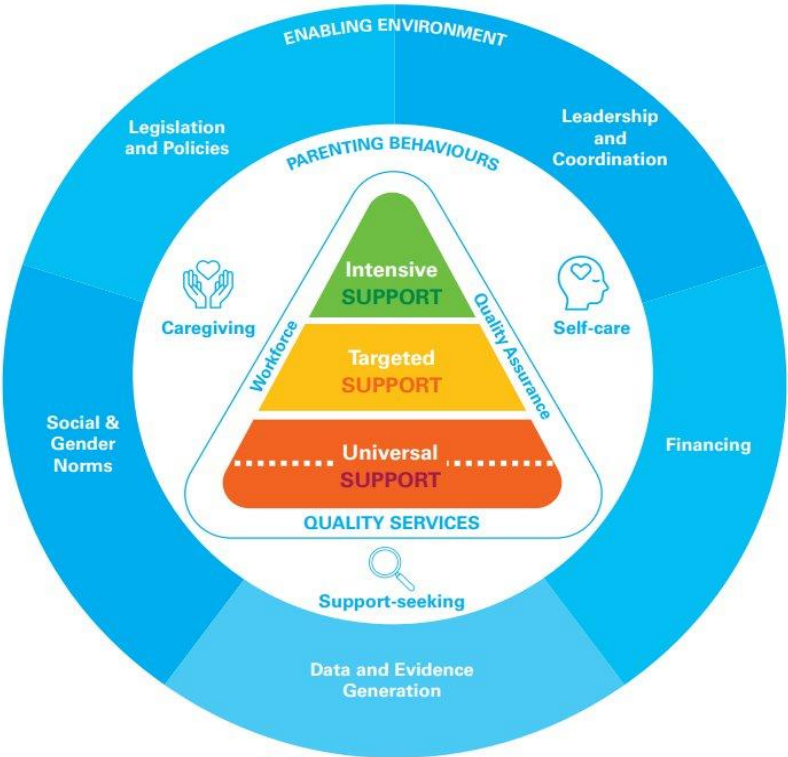 ENABLING ENVIRONMENT
Legislation
and Policies
Leadership
and
Coordination
PARENTING BEHAVIOURS
Caregiving
Self-care
Intensive
SUPPORT
Workforce
Quality Assurance
Targeted
SUPPORT
Universal
SUPPORT
QUALITY SERVICES
Social &
Gender
Norms
Financing
Support-seeking
Data and Evidence
Generation